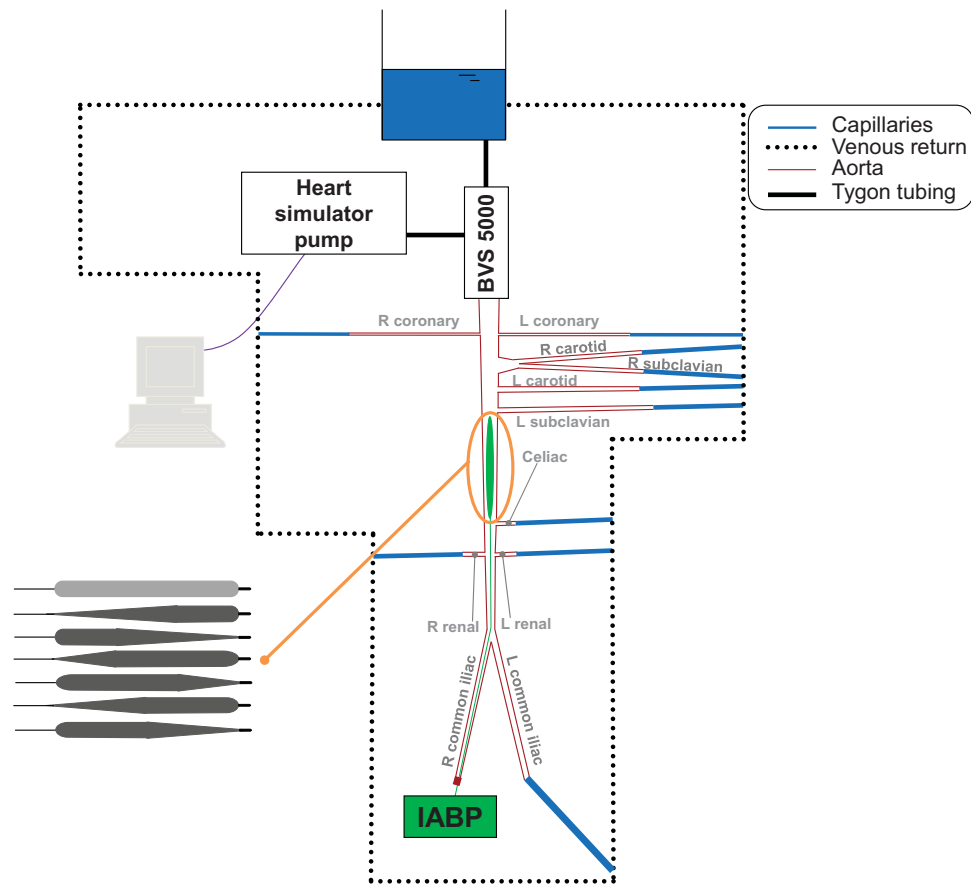 Capillaries
Venous return
Aorta
Tygon tubing
Heart
simulator
pump
BVS 5000
R coronary
L coronary
R carotid
R subclavian
L carotid
L subclavian
Celiac
R renal
L renal
R common iliac
L common iliac
IABP